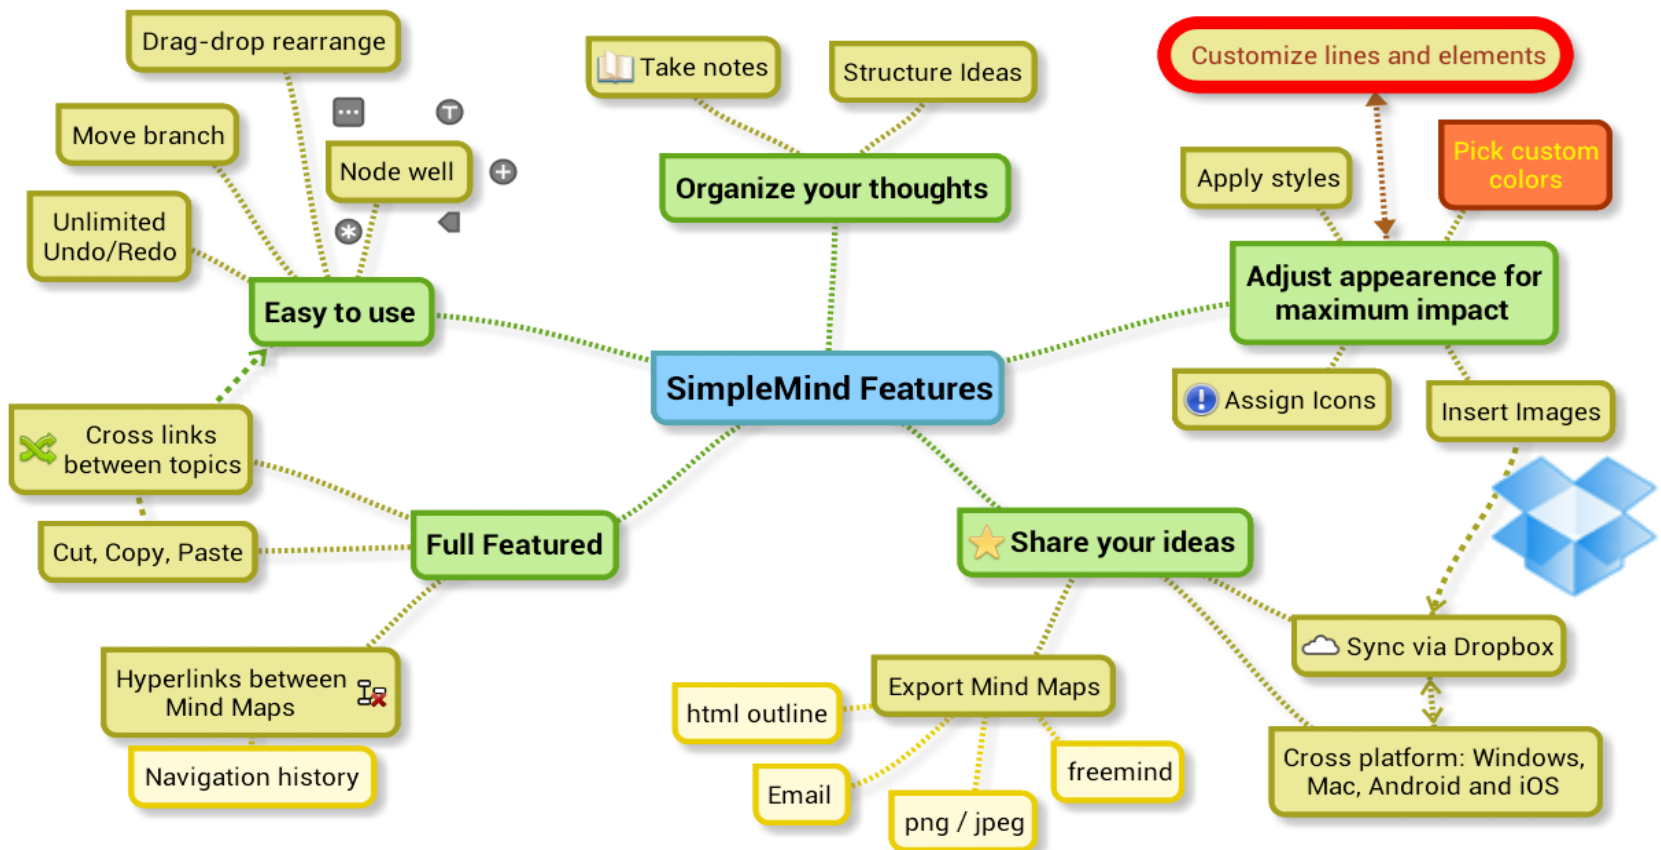 Drag-drop rearrange
Move branch
Node well
Unlimited
Undo/Redo
Easy to use
Take notes
Structure Ideas
Organize your thoughts
Customize lines and elements
Apply styles
Pick custom
colors
Adjust appearence for
maximum impact
Assign Icons
Insert Images
SimpleMind Features
Cross links
between topics
Cut, Copy, Paste
Full Featured
Hyperlinks between
Mind Maps
Navigation history
Share your ideas
Export Mind Maps
html outline
Email
png / jpeg
freemind
Sync via Dropbox
Cross platform: Windows,
Mac, Android and iOS